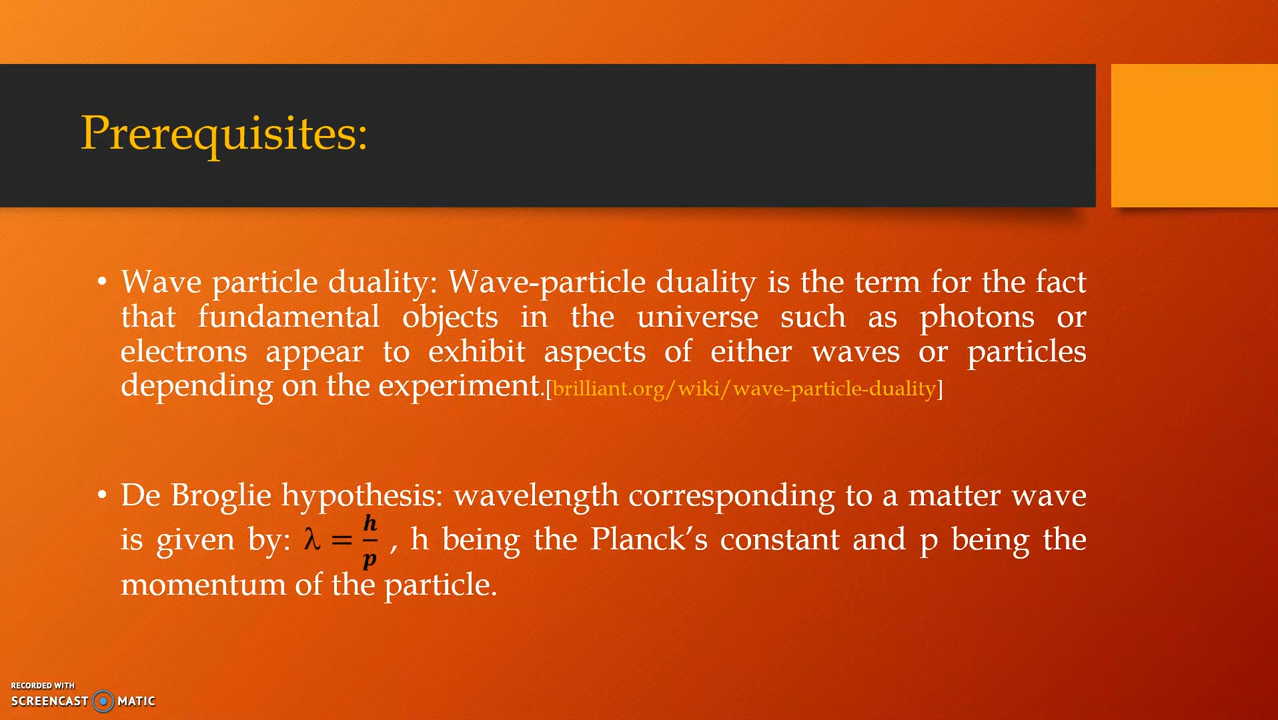 Prerequisites:
• Wave particle duality: Wave-particle duality is the term for the fact
that fundamental objects in the universe such as photons or
electrons appear to exhibit aspects of either waves or particles
depending on the experiment.[brilliant.org/wiki/wave-particle-duality]
• De Broglie hypothesis: wavelength corresponding to a matter wave
is given by: λ = h/p , h being the Planck’s constant and p being the
momentum of the particle.
RECORDED WITH
SCREENCAST MATIC